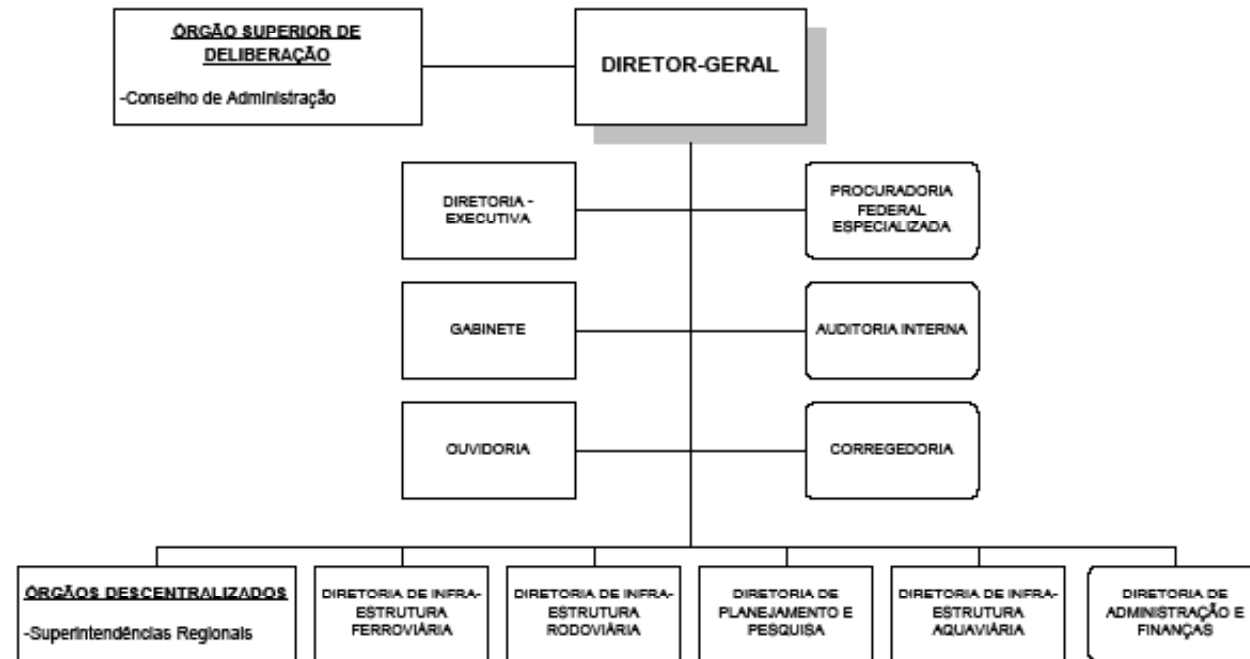 ÓRGÃO SUPERIOR DE
DELIBERAÇÃO
-Conselho de Administração
DIRETOR-GERAL
DIRETORIA -
EXECUTIVA
PROCURADORIA
FEDERAL
ESPECIALIZADA
GABINETE
AUDITORIA INTERNA
OUVIDORIA
CORREGEDORIA
ÓRGÃOS DESCENTRALIZADOS
-Superintendências Regionais
DIRETORIA DE INFRA-
ESTRUTURA
FERROVIÁRIA
DIRETORIA DE INFRA-
ESTRUTURA
RODOVIÁRIA
DIRETORIA DE
PLANEJAMENTO E
PESQUISA
DIRETORIA DE INFRA-
ESTRUTURA
AQUAVIÁRIA
DIRETORIA DE
ADMINISTRAÇÃO E
FINANÇAS